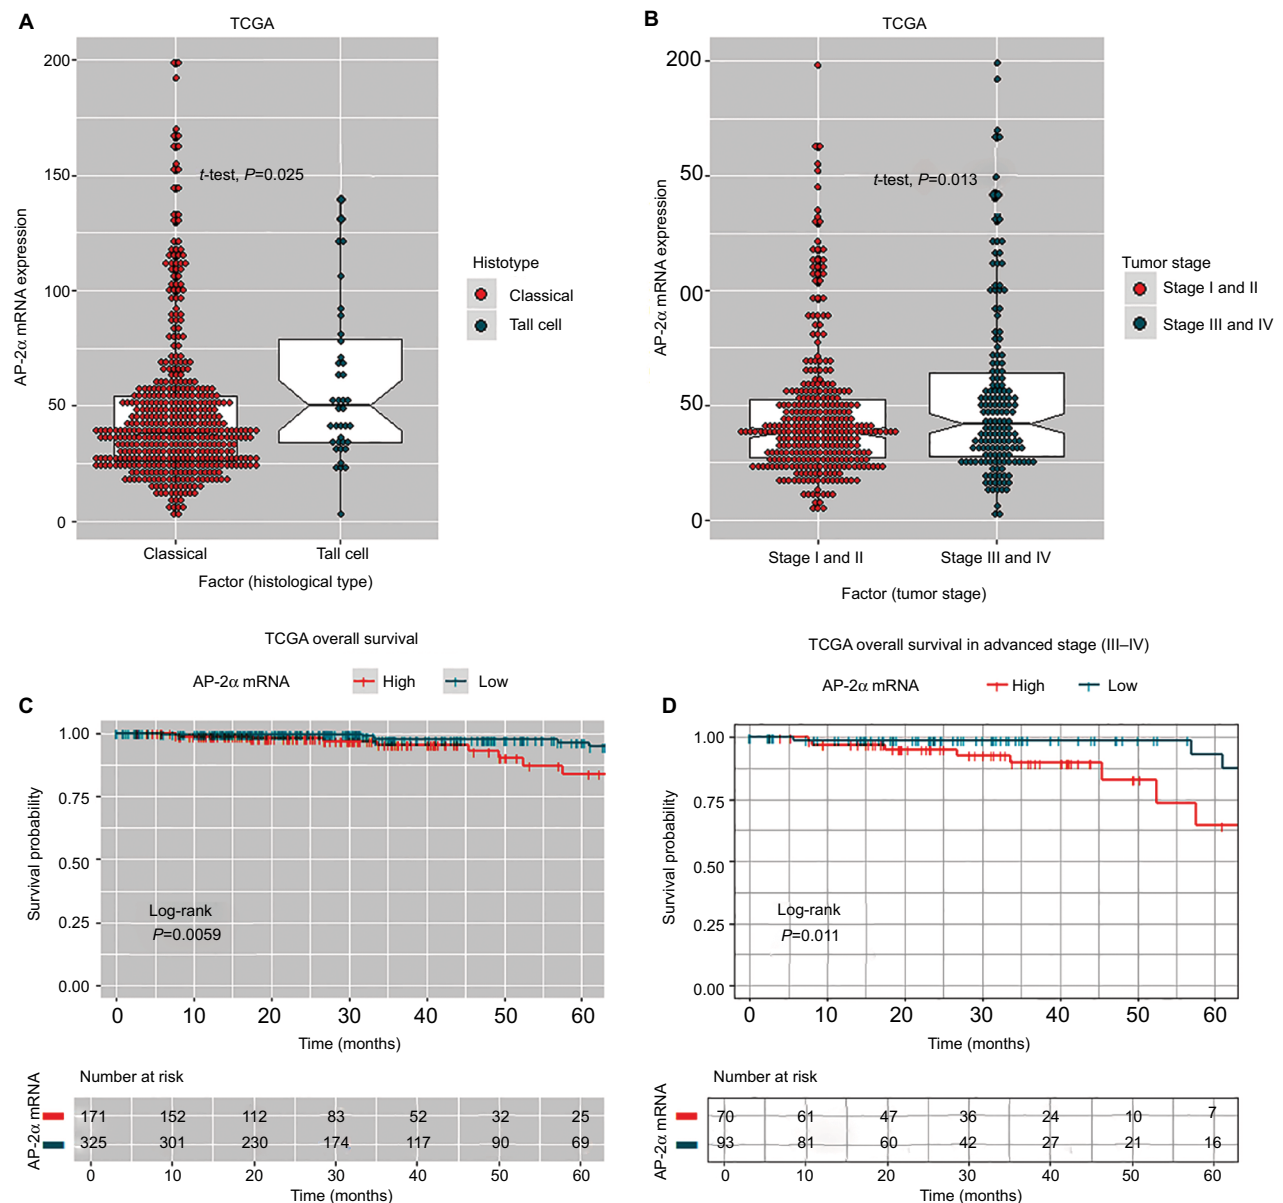 A
TCGA
AP-2α mRNA expression
200
150
100
50
0
t-test, P=0.025
Classical
Tall cell
Factor (histological type)
Histotype
Classical
Tall cell
B
TCGA
AP-2α mRNA expression
200
50
00
50
0
t-test, P=0.013
Stage I and II
Stage III and IV
Factor (tumor stage)
Tumor stage
Stage I and II
Stage III and IV
TCGA overall survival
AP-2α mRNA High Low
C
Survival probability
1.00
0.75
0.50
0.25
0.00
Log-rank
P=0.0059
0 10 20 30 40 50 60
Time (months)
AP-2α mRNA
Number at risk
171 152 112 83 52 32 25
325 301 230 174 117 90 69
0 10 20 30 40 50 60
Time (months)
TCGA overall survival in advanced stage (III–IV)
AP-2α mRNA High Low
D
Survival probability
1.00
0.75
0.50
0.25
0.00
Log-rank
P=0.011
0 10 20 30 40 50 60
Time (months)
AP-2α mRNA
Number at risk
70 61 47 36 24 10 7
93 81 60 42 27 21 16
0 10 20 30 40 50 60
Time (months)